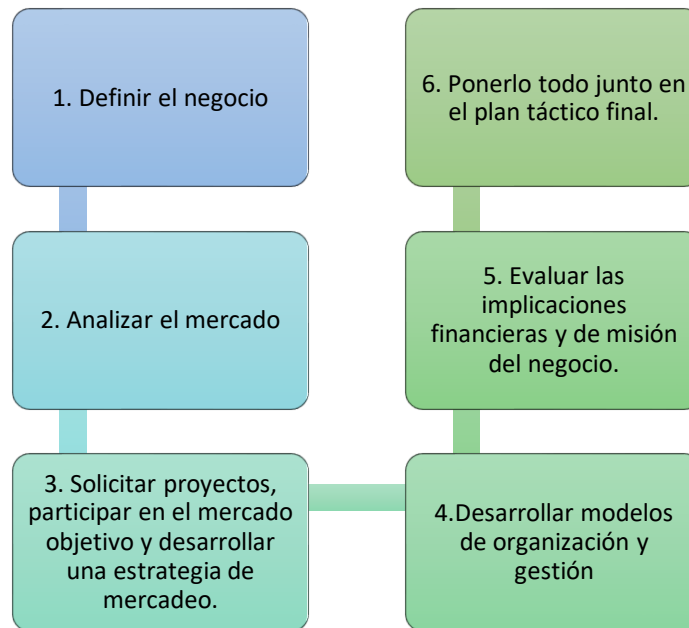 1. Definir el negocio
2. Analizar el mercado
3. Solicitar proyectos,
participar en el mercado
objetivo y desarrollar
una estrategia de
mercadeo.
4.Desarrollar modelos
de organización y
gestión
5. Evaluar las
implicaciones
financieras y de misión
del negocio.
6. Ponerlo todo junto en
el plan táctico final.